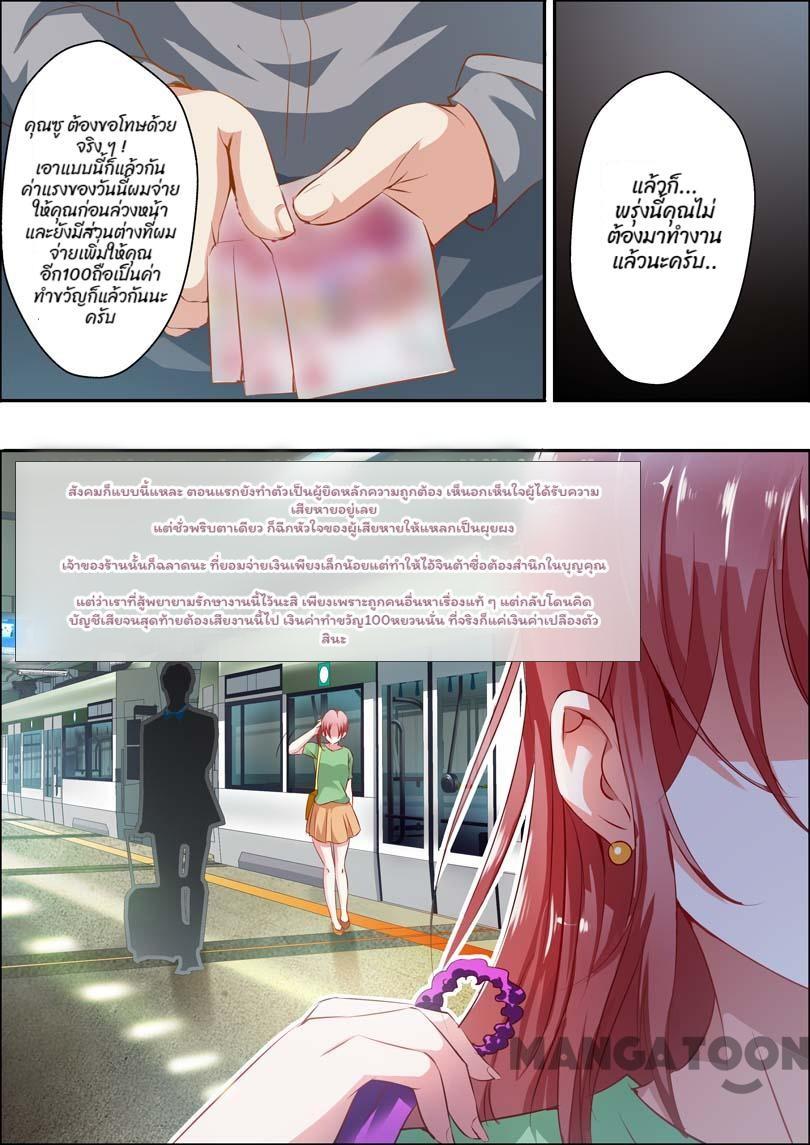 คุณซู ต้องขอโทษด้วย
จริง ๆ !
เอาแบบนี้ก็แล้วกัน
ค่าแรงของวันนี้ผมจ่าย
ให้คุณก่อนล่วงหน้า
และยังมีส่วนต่างที่ผม
จ่ายเพิ่มให้คุณ
อีก100ถือเป็นค่า
ทำขวัญก็แล้วกันนะ
ครับ
แล้วก็...
พรุ่งนี้คุณไม่
ต้องมาทำงาน
แล้วนะครับ..
สังคมก็แบบนี้แหละ ตอนแรกยังทำตัวเป็นผู้ยึดหลักความถูกต้อง เห็นอกเห็นใจผู้ได้รับความ
เสียหายอยู่เลย
แต่ชั่วพริบตาเดียว ก็ฉีกหัวใจของผู้เสียหายให้แหลกเป็นผุยผง
เจ้าของร้านนั้นก็ฉลาดนะ ที่ยอมจ่ายเงินเพียงเล็กน้อยแต่ทำให้ไอ้จินต้าซื่อต้องสำนึกในบุญคุณ
แต่ว่าเราที่สู้พยายามรักษางานนี้ไว้นะสิ เพียงเพราะถูกคนอื่นหาเรื่องแท้ ๆ แต่กลับโดนคิด
บัญชีเสียจนสุดท้ายต้องเสียงานนี้ไป เงินค่าทำขวัญ100หยวนนั่น ที่จริงก็แค่เงินค่าเปลืองตัว
สินะ
MANGATOON